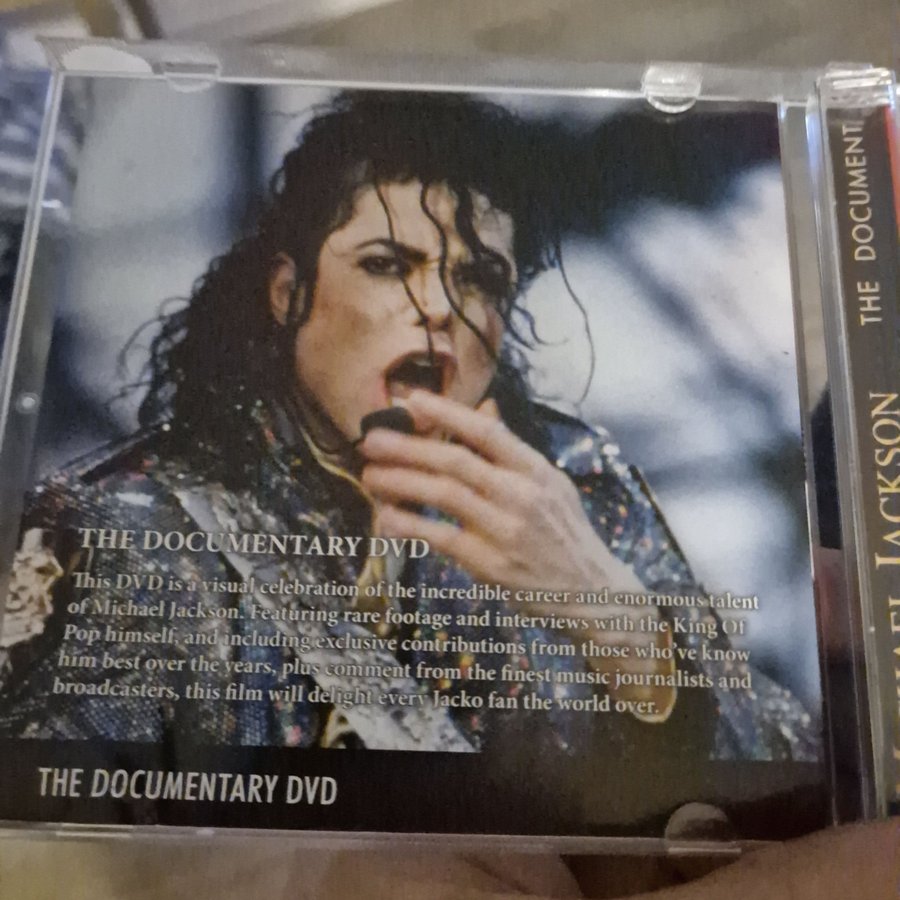 THE DOCUMENTARY DVD
This DVD is a visual celebration of the incredible career and enormous talent
of Michael Jackson. Featuring rare footage and interviews with the King Of
Pop himself, and including exclusive contributions from those who've know
him best over the years, plus comment from the finest music journalists and
broadcasters, this film will delight every Jacko fan the world over.
THE DOCUMENTARY DVD
MICHAEL JACKSON THE DOCUMENT